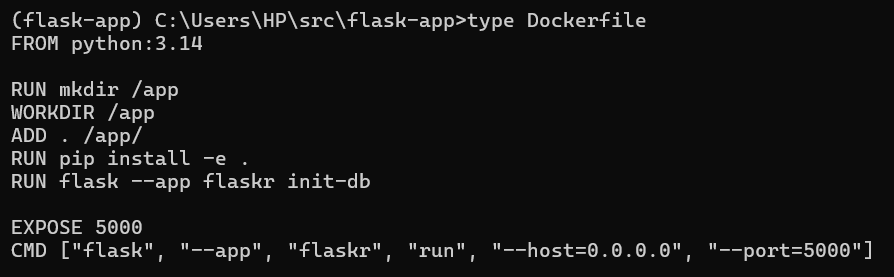 (flask-app) C:\Users\HP\src\flask-app>type Dockerfile
FROM python:3.14
RUN mkdir /app
WORKDIR /app
ADD . /app/
RUN pip install -e .
RUN flask --app flaskr init-db
EXPOSE 5000
CMD ["flask", "--app", "flaskr", "run", "--host=0.0.0.0", "--port=5000"]